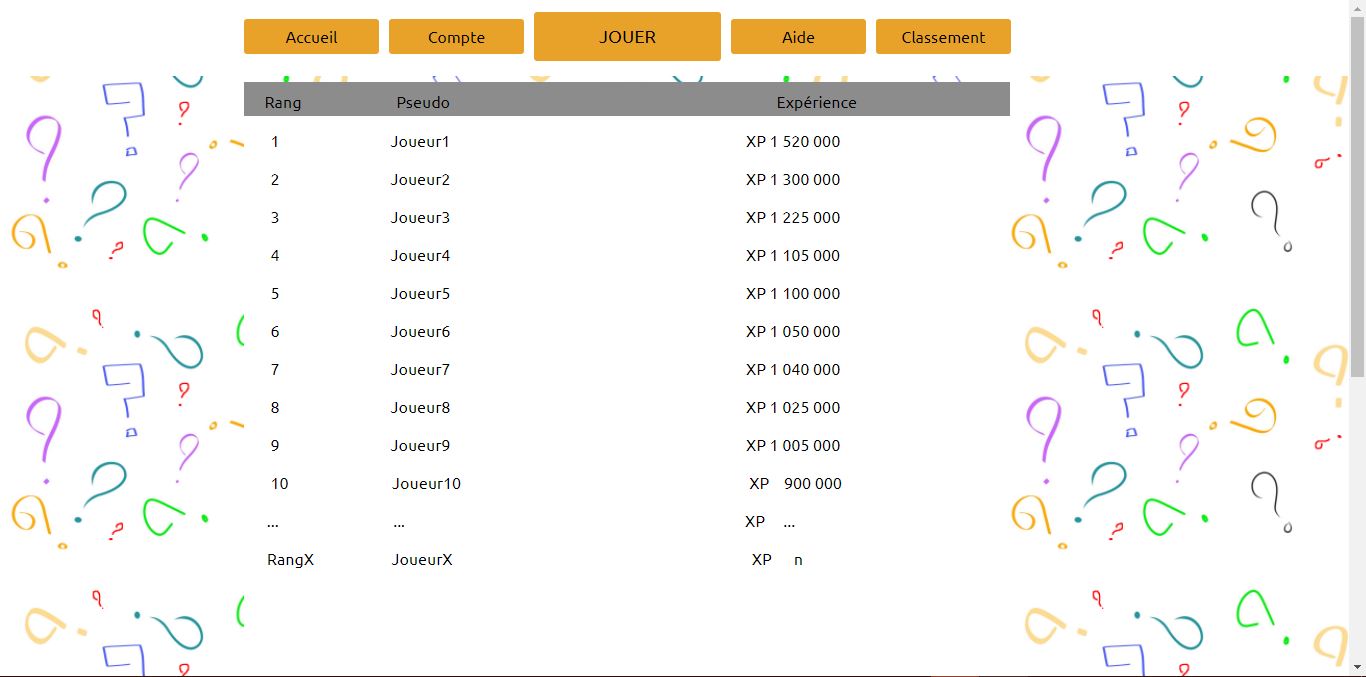 Accueil Compte JOUER Aide Classement
Rang Pseudo Expérience
1 Joueur1 XP 1 520 000
2 Joueur2 XP 1 300 000
3 Joueur3 XP 1 225 000
4 Joueur4 XP 1 105 000
5 Joueur5 XP 1 100 000
6 Joueur6 XP 1 050 000
7 Joueur7 XP 1 040 000
8 Joueur8 XP 1 025 000
9 Joueur9 XP 1 005 000
10 Joueur10 XP 900 000
... ... XP ...
RangX JoueurX XP n